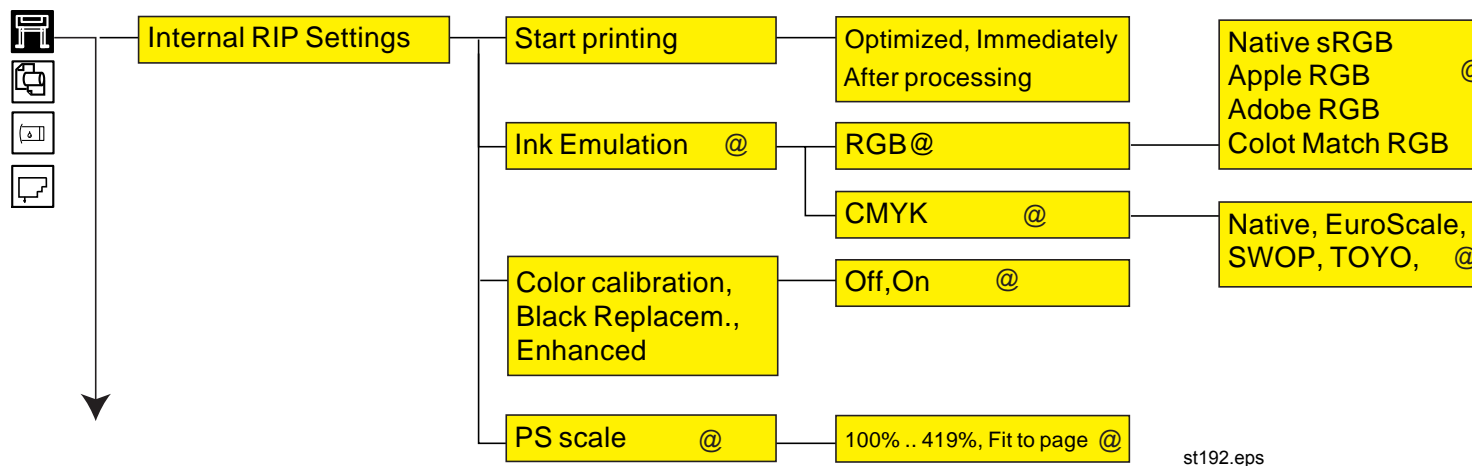 Internal RIP Settings
Start printing
Optimized, Immediately
After processing
Native sRGB
Apple RGB @
Adobe RGB
Colot Match RGB
Ink Emulation @
RGB@
CMYK @
Native, EuroScale,
SWOP, TOYO, @
Color calibration,
Black Replacem.,
Enhanced
Off,On @
PS scale @
100% .. 419%, Fit to page @
st192.eps